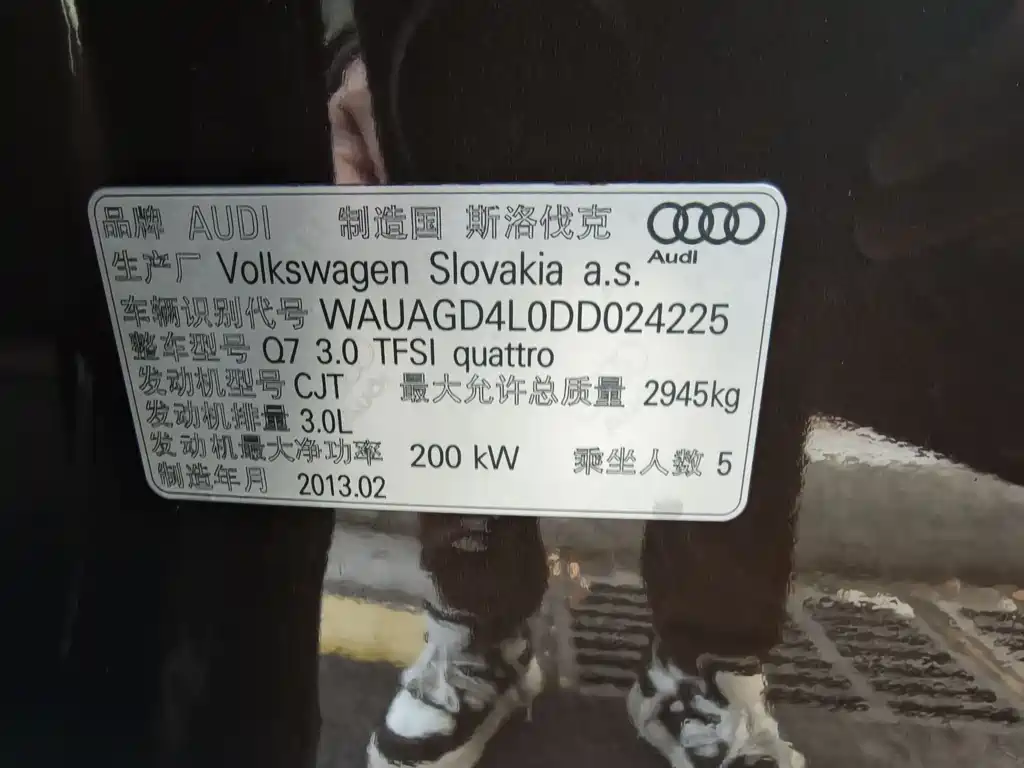 品牌 AUDI 制造国 斯洛伐克
Audi
生产厂 Volkswagen Slovakia a.s.
车辆识别代号 WAUAGD4L0DD024225
整车型号 Q7 3.0 TFSI quattro
发动机型号 CJT 最大允许总质量 2945kg
发动机排量 3.0L
发动机最大净功率 200 kW 乘坐人数 5
制造年月 2013.02